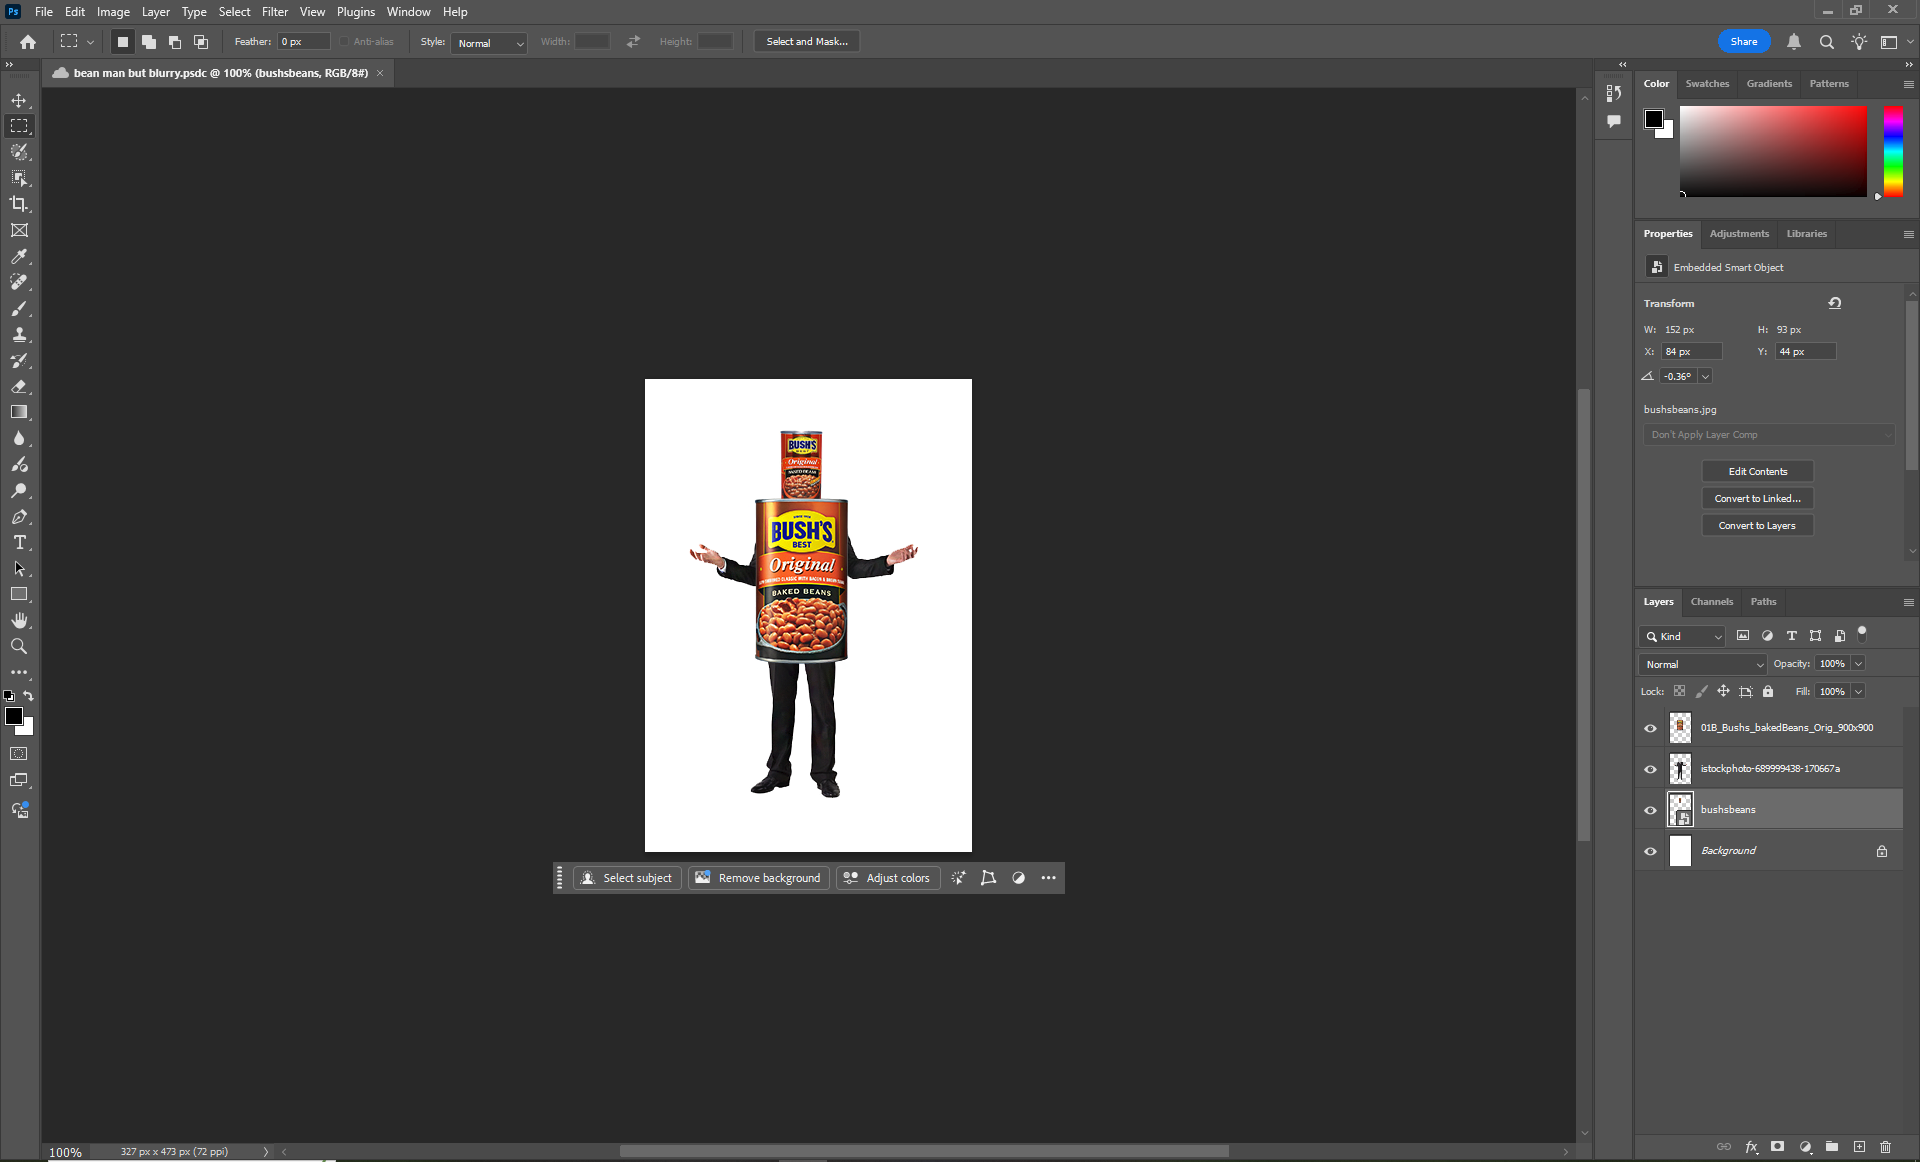 Ps File Edit Image Layer Type Select Filter View Plugins Window Help
Feather: 0 px Anti-alias Style: Normal Width: Height: Select and Mask... Share
bean man but blurry.psdc @ 100% (bushsbeans, RGB/8#)
Color Swatches Gradients Patterns
Properties Adjustments Libraries
Embedded Smart Object
Transform
W: 152 px H: 93 px
X: 84 px Y: 44 px
-0.36°
bushsbeans.jpg
Don't Apply Layer Comp
Edit Contents
Convert to Linked...
Convert to Layers
BUSH'S
BEST
Original
BAKED BEANS
BUSH'S
BEST
Original
BAKED BEANS
Select subject Remove background Adjust colors
Layers Channels Paths
Kind
Normal Opacity: 100%
Lock: Fill: 100%
01B_Bushs_bakedBeans_Orig_900x900
istockphoto-689999438-170667a
bushsbeans
Background
100% 327 px x 473 px (72 ppi)